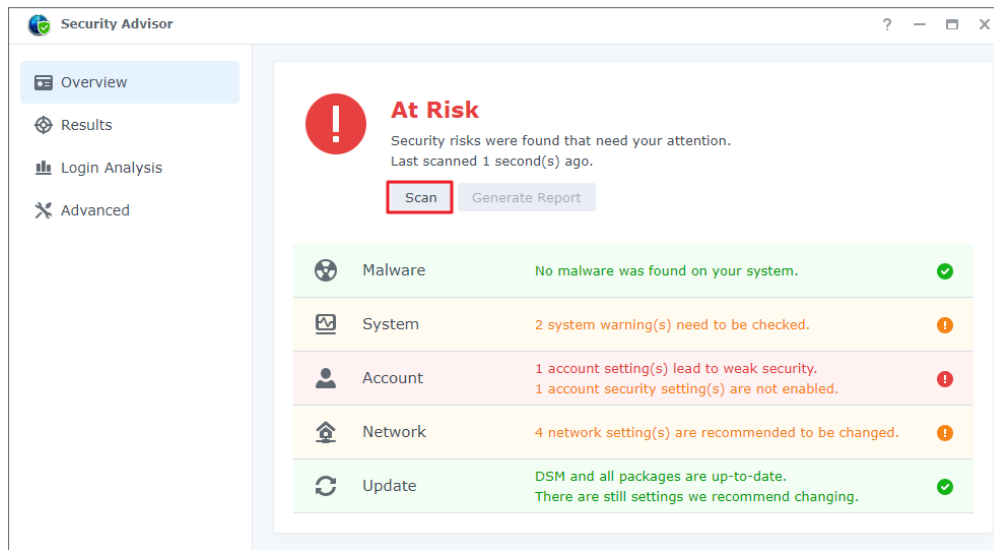 Security Advisor
Overview
Results
Login Analysis
Advanced
At Risk
Security risks were found that need your attention.
Last scanned 1 second(s) ago.
Scan Generate Report
Malware No malware was found on your system.
System 2 system warning(s) need to be checked.
Account 1 account setting(s) lead to weak security.
1 account security setting(s) are not enabled.
Network 4 network setting(s) are recommended to be changed.
Update DSM and all packages are up-to-date.
There are still settings we recommend changing.